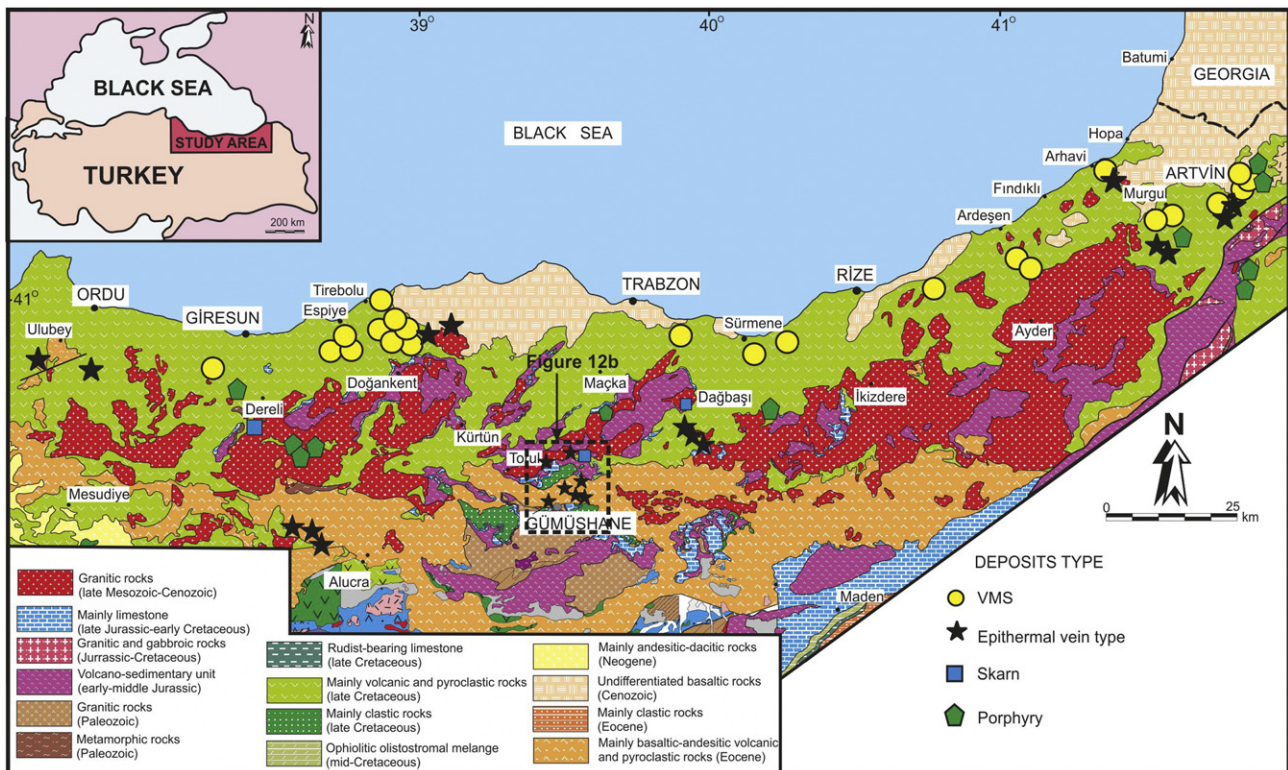 39°
40°
41°
N
BLACK SEA
STUDY AREA
TURKEY
200 km
BLACK SEA
Batumi
GEORGIA
Hopa
Arhavi
ARTVİN
Fındıklı
Murgul
Ardeşen
41°
ORDU
Tirebolu
TRABZON
RİZE
Espiye
GİRESUN
Sürmene
Ulubey
Ayder
Figure 12b
Doğankent
Maçka
Dağbaşı
İkizdere
Dereli
Kürtün
Torul
N
Mesudiye
0 25
km
GÜMÜŞHANE
Alucra
Maden
Granitic rocks
(late Mesozoic-Cenozoic)
Mainly limestone
(late Jurassic-early Cretaceous)
Granitic and gabbroic rocks
(Jurrassic-Cretaceous)
Volcano-sedimentary unit
(early-middle Jurassic)
Granitic rocks
(Paleozoic)
Metamorphic rocks
(Paleozoic)
Rudist-bearing limestone
(late Cretaceous)
Mainly volcanic and pyroclastic rocks
(late Cretaceous)
Mainly clastic rocks
(late Cretaceous)
Ophiolitic olistostromal melange
(mid-Cretaceous)
Mainly andesitic-dacitic rocks
(Neogene)
Undifferentiated basaltic rocks
(Cenozoic)
Mainly clastic rocks
(Eocene)
Mainly basaltic-andesitic volcanic
and pyroclastic rocks (Eocene)
DEPOSITS TYPE
VMS
Epithermal vein type
Skarn
Porphyry